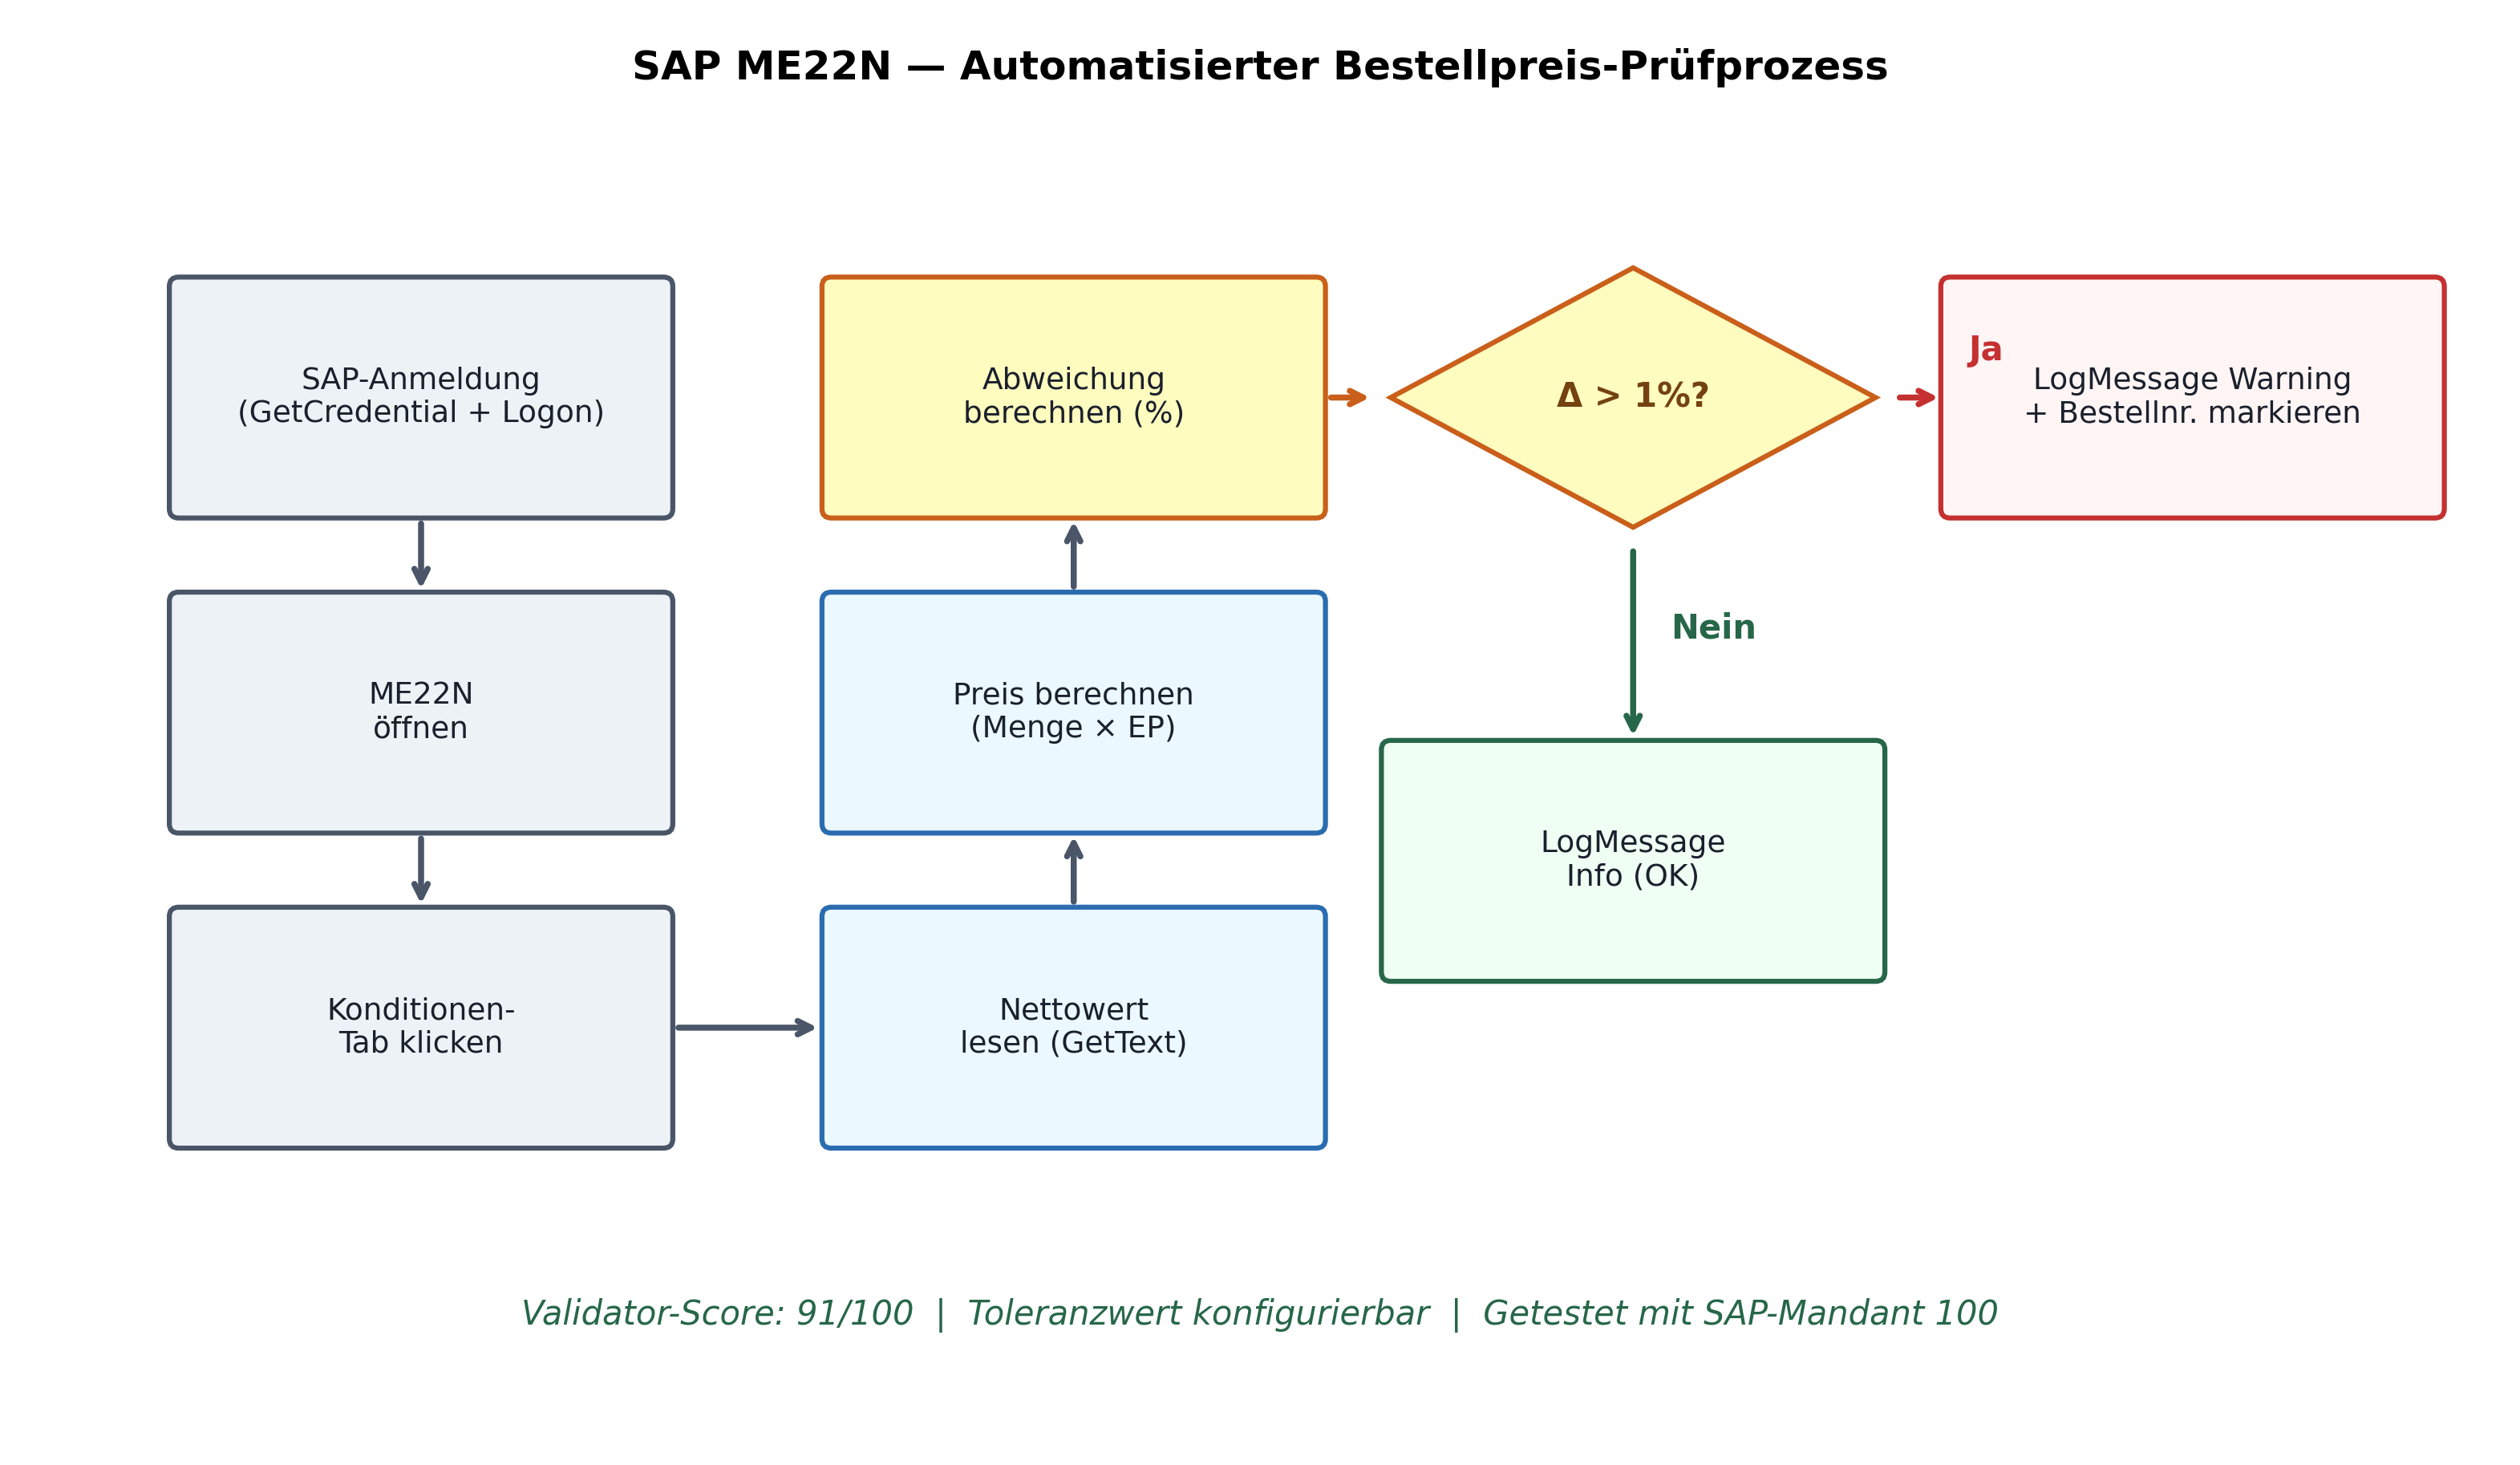 SAP ME22N — Automatisierter Bestellpreis-Prüfprozess
SAP-Anmeldung
(GetCredential + Logon)
ME22N
öffnen
Konditionen-
Tab klicken
Nettowert
lesen (GetText)
Preis berechnen
(Menge × EP)
Abweichung
berechnen (%)
Δ > 1%?
Ja
LogMessage Warning
+ Bestellnr. markieren
Nein
LogMessage
Info (OK)
Validator-Score: 91/100 | Toleranzwert konfigurierbar | Getestet mit SAP-Mandant 100